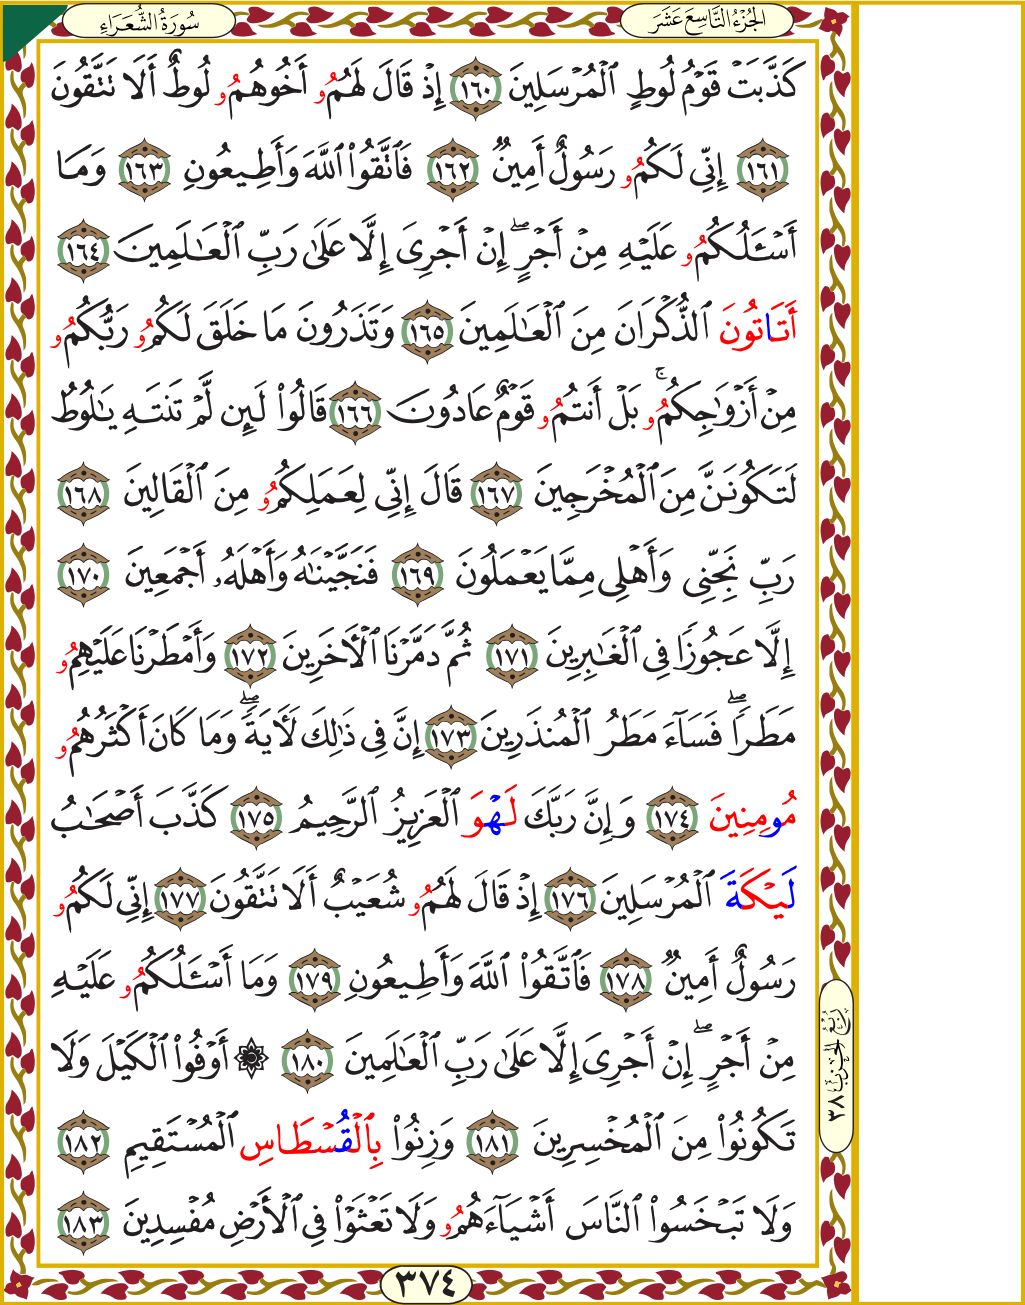 الجُزْءُ التَّاسِعَ عَشَرَ
سُورَةُ الشُّعَرَاءِ
كَذَّبَتْ قَوْمُ لُوطٍ ٱلْمُرْسَلِينَ ١٦٠ إِذْ قَالَ لَهُمُو أَخُوهُمُو لُوطٌ أَلَا تَتَّقُونَ
١٦١ إِنِّي لَكُمُو رَسُولٌ أَمِينٌ ١٦٢ فَٱتَّقُوا۟ ٱللَّهَ وَأَطِيعُونِ ١٦٣ وَمَا
أَسْـَٔلُكُمُو عَلَيْهِ مِنْ أَجْرٍ ۖ إِنْ أَجْرِىَ إِلَّا عَلَىٰ رَبِّ ٱلْعَـٰلَمِينَ ١٦٤
أَتَاتُونَ ٱلذُّكْرَانَ مِنَ ٱلْعَـٰلَمِينَ ١٦٥ وَتَذَرُونَ مَا خَلَقَ لَكُمُو رَبُّكُمُو
مِنْ أَزْوَٰجِكُمُو ۚ بَلْ أَنتُمُو قَوْمٌ عَادُونَ ١٦٦ قَالُوا۟ لَىِٕن لَّمْ تَنتَهِ يَـٰلُوطُ
لَتَكُونَنَّ مِنَ ٱلْمُخْرَجِينَ ١٦٧ قَالَ إِنِّي لِعَمَلِكُمُو مِنَ ٱلْقَالِينَ ١٦٨
رَبِّ نَجِّنِي وَأَهْلِي مِمَّا يَعْمَلُونَ ١٦٩ فَنَجَّيْنَـٰهُ وَأَهْلَهُۥ أَجْمَعِينَ ١٧٠
إِلَّا عَجُوزًا فِي ٱلْغَـٰبِرِينَ ١٧١ ثُمَّ دَمَّرْنَا ٱلْأَخَرِينَ ١٧٢ وَأَمْطَرْنَا عَلَيْهِمُو
مَطَرًا ۖ فَسَآءَ مَطَرُ ٱلْمُنذَرِينَ ١٧٣ إِنَّ فِي ذَٰلِكَ لَـَٔايَةً ۖ وَمَا كَانَ أَكْثَرُهُمُو
مُومِنِينَ ١٧٤ وَإِنَّ رَبَّكَ لَهْوَ ٱلْعَزِيزُ ٱلرَّحِيمُ ١٧٥ كَذَّبَ أَصْحَـٰبُ
لَيْكَةَ ٱلْمُرْسَلِينَ ١٧٦ إِذْ قَالَ لَهُمُو شُعَيْبٌ أَلَا تَتَّقُونَ ١٧٧ إِنِّي لَكُمُو
رَسُولٌ أَمِينٌ ١٧٨ فَٱتَّقُوا۟ ٱللَّهَ وَأَطِيعُونِ ١٧٩ وَمَا أَسْـَٔلُكُمُو عَلَيْهِ
مِنْ أَجْرٍ ۖ إِنْ أَجْرِىَ إِلَّا عَلَىٰ رَبِّ ٱلْعَـٰلَمِينَ ١٨٠ ۞ أَوْفُوا۟ ٱلْكَيْلَ وَلَا
تَكُونُوا۟ مِنَ ٱلْمُخْسِرِينَ ١٨١ وَزِنُوا۟ بِٱلْقُسْطَاسِ ٱلْمُسْتَقِيمِ ١٨٢
وَلَا تَبْخَسُوا۟ ٱلنَّاسَ أَشْيَآءَهُمُو وَلَا تَعْثَوْا۟ فِي ٱلْأَرْضِ مُفْسِدِينَ ١٨٣
رُبْعُ الحِزْبِ ٣٨
٣٧٤